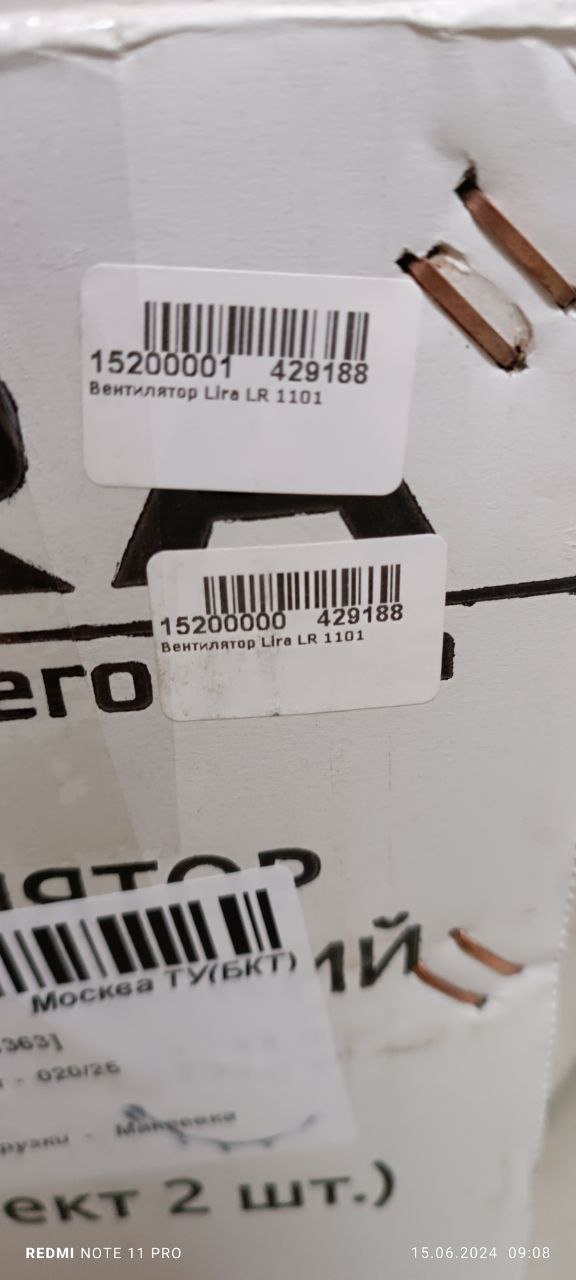 15200001 429188
Вентилятор Lira LR 1101
15200000 429188
Вентилятор Lira LR 1101
его
ЛЯТОР
ИЙ
Москва ТУ(БКТ)
363]
- 020/26
рузки - Макеевка
ект 2 шт.)
REDMI NOTE 11 PRO
15.06.2024 09:08